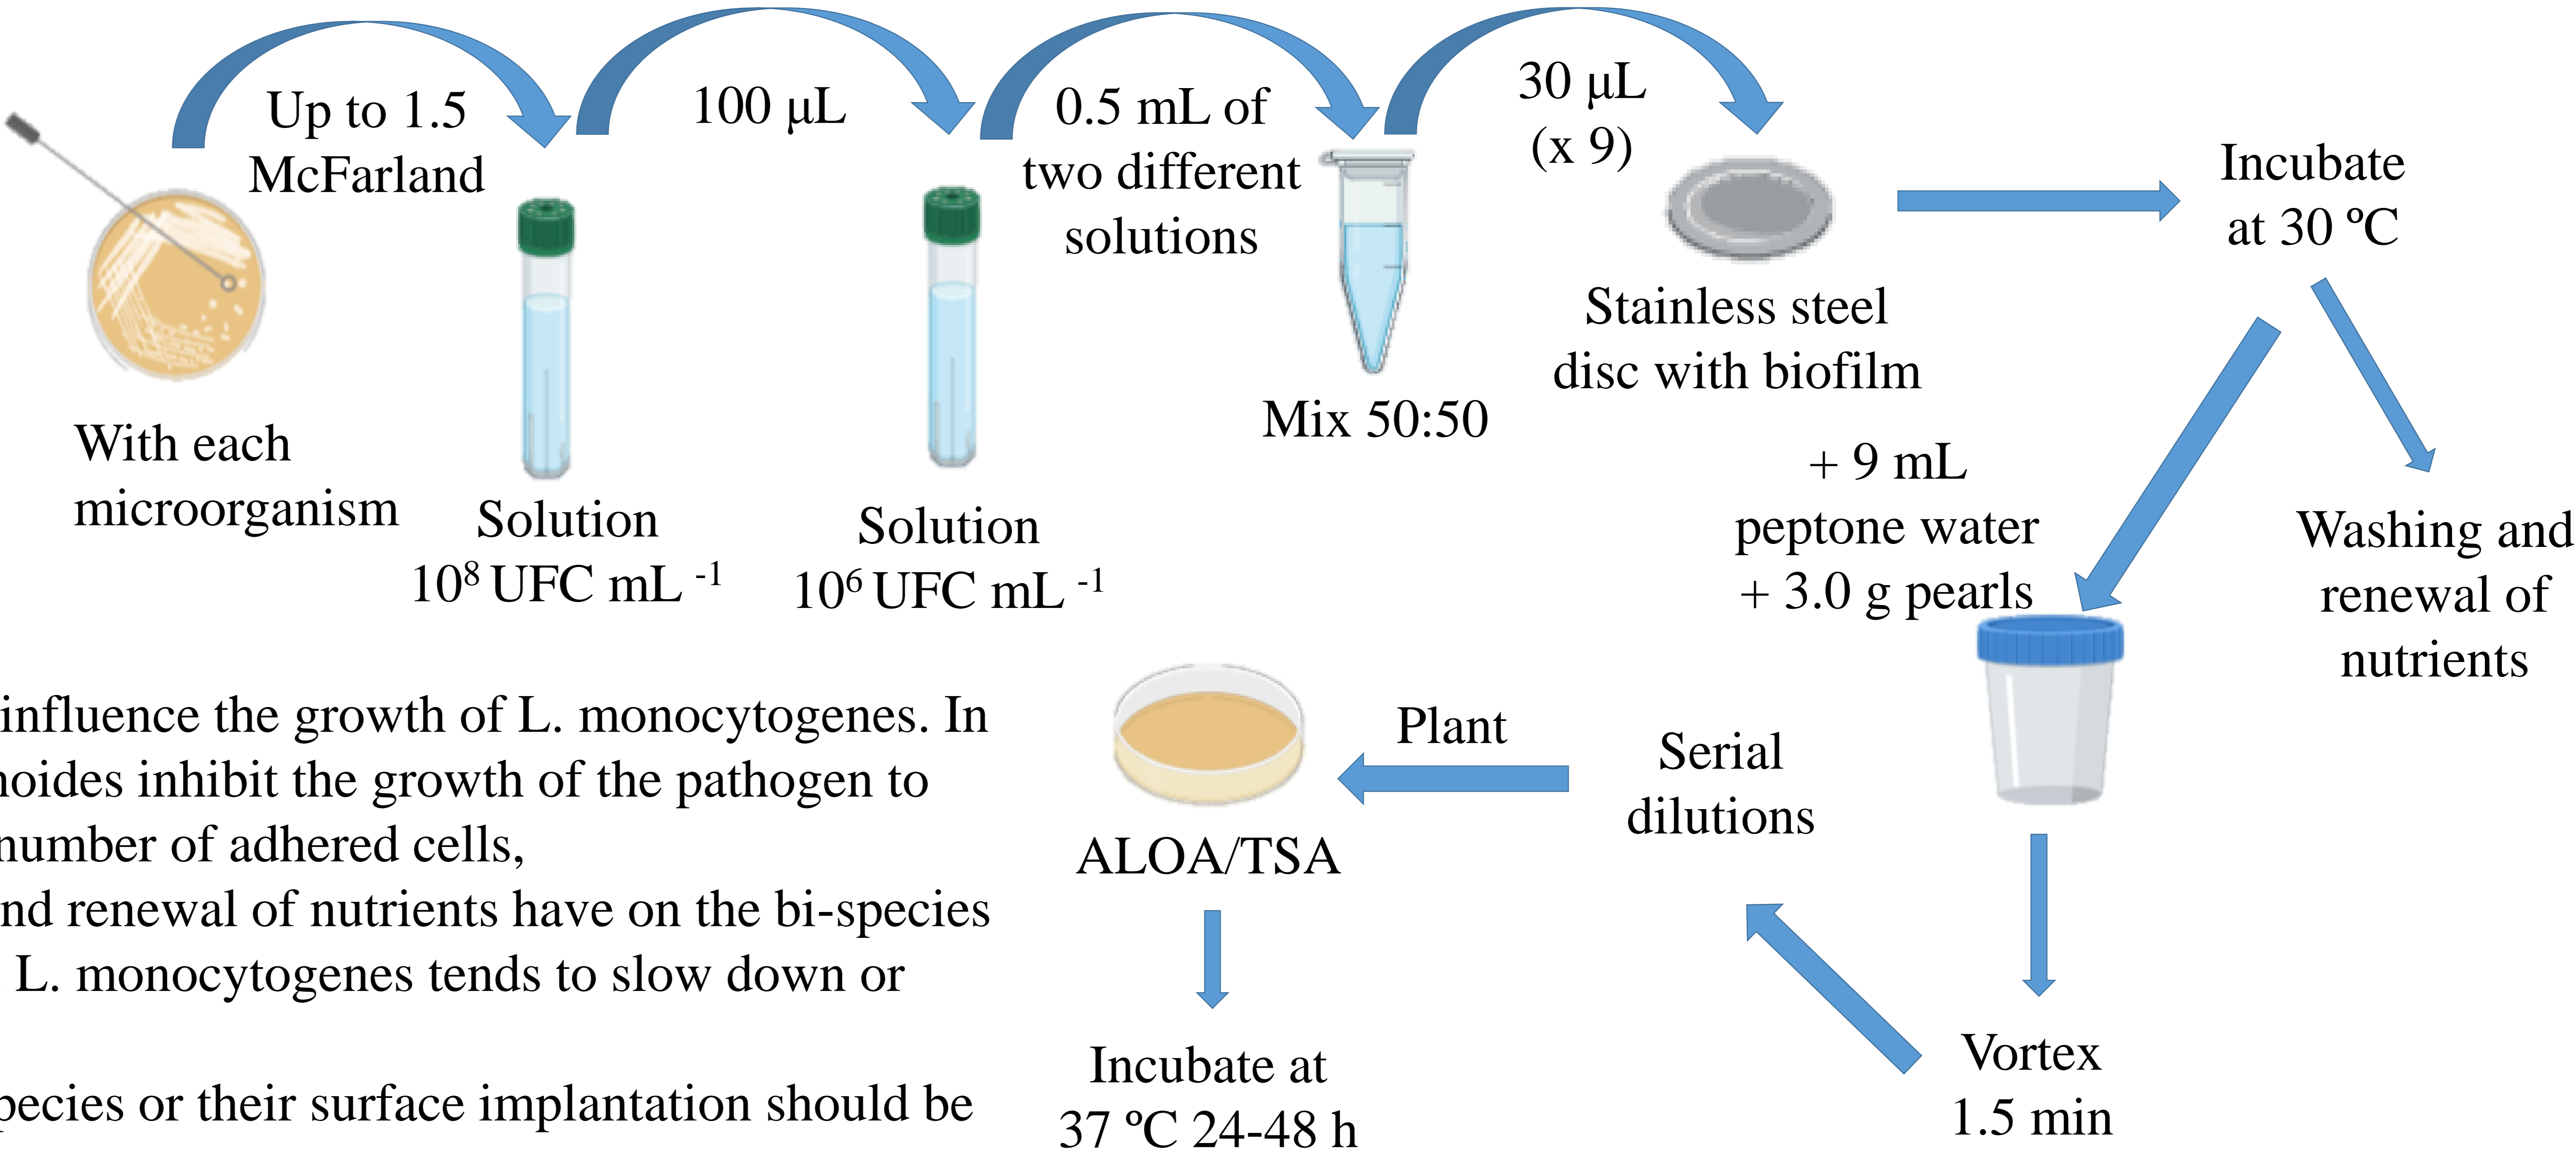 Up to 1.5
McFarland
100 μL
0.5 mL of
two different
solutions
30 μL
(x 9)
Incubate
at 30 ºC
With each
microorganism
Solution
10⁸ UFC mL ⁻¹
Solution
10⁶ UFC mL ⁻¹
Mix 50:50
Stainless steel
disc with biofilm
+ 9 mL
peptone water
+ 3.0 g pearls
Washing and
renewal of
nutrients
Vortex
1.5 min
Serial
dilutions
Plant
ALOA/TSA
Incubate at
37 ºC 24-48 h
influence the growth of L. monocytogenes. In
noides inhibit the growth of the pathogen to
number of adhered cells,
nd renewal of nutrients have on the bi-species
L. monocytogenes tends to slow down or
pecies or their surface implantation should be